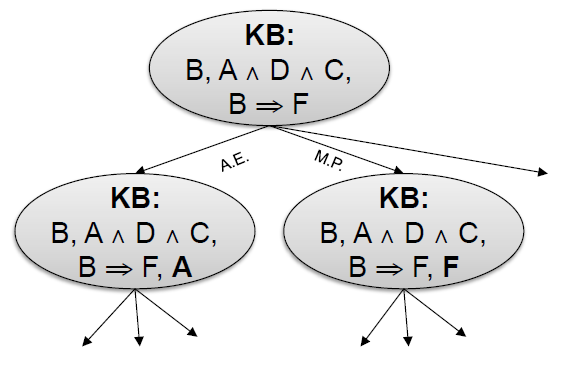 KB:
B, A ∧ D ∧ C,
B ⇒ F
A.E.
M.P.
KB:
B, A ∧ D ∧ C,
B ⇒ F, A
KB:
B, A ∧ D ∧ C,
B ⇒ F, F